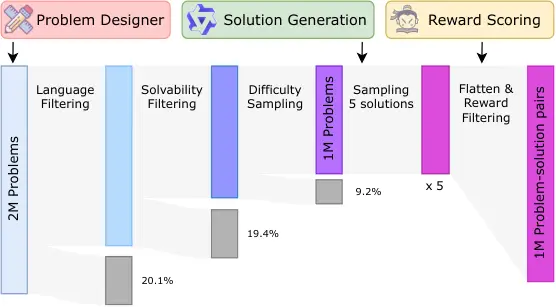 Problem Designer
Solution Generation
Reward Scoring
Language
Filtering
Solvability
Filtering
Difficulty
Sampling
Sampling
5 solutions
Flatten &
Reward
Filtering
2M Problems
1M Problems
1M Problem-solution pairs
x 5
9.2%
19.4%
20.1%